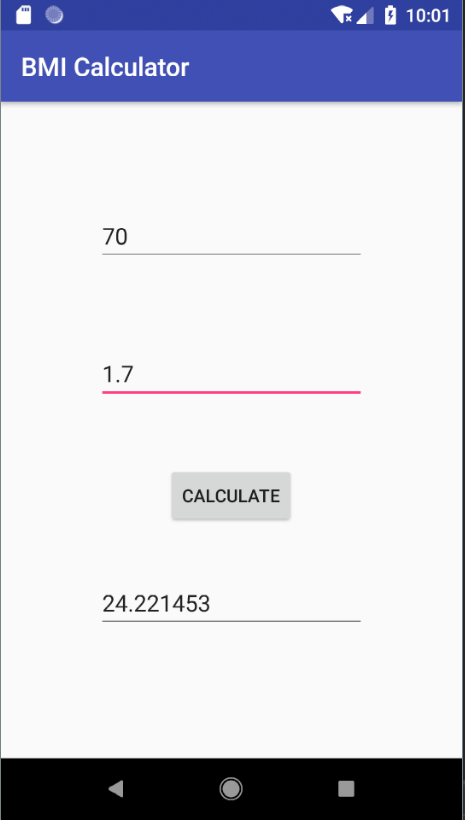 10:01
BMI Calculator
70
1.7
CALCULATE
24.221453